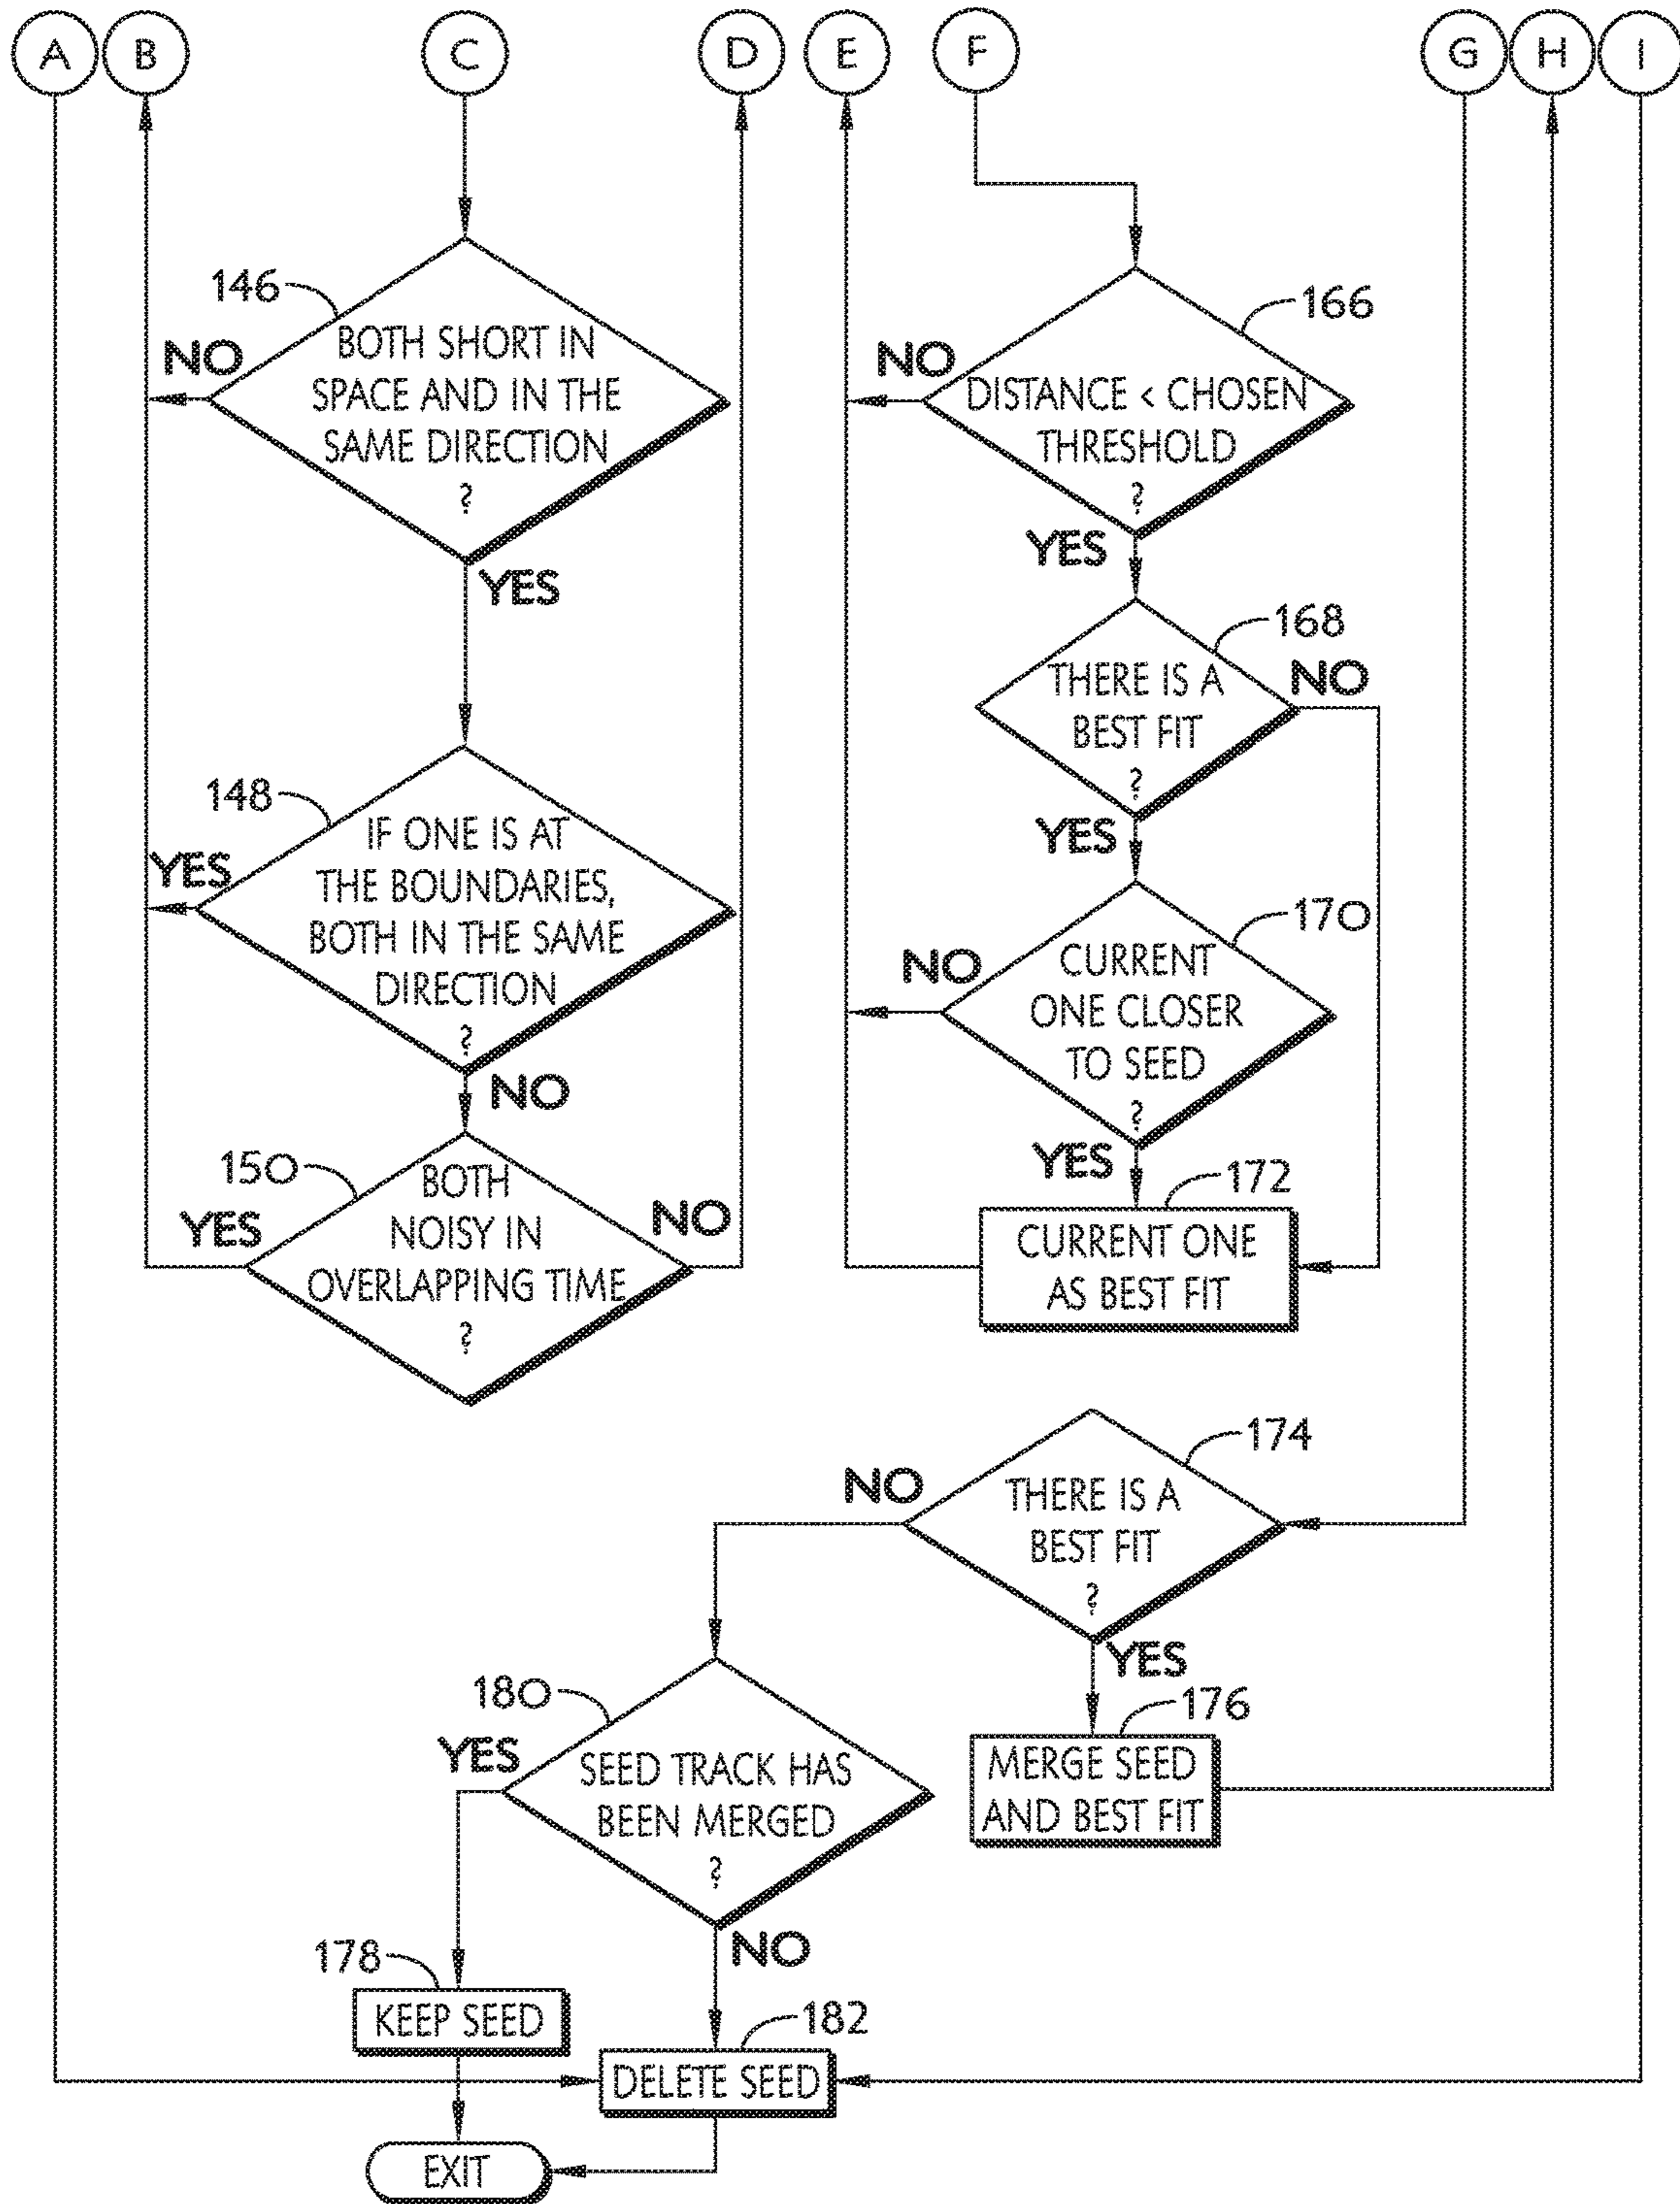 A B C D E F G H I
146
BOTH SHORT IN
SPACE AND IN THE
SAME DIRECTION
?
NO
YES
148
IF ONE IS AT
THE BOUNDARIES,
BOTH IN THE SAME
DIRECTION
?
YES
NO
150
BOTH
NOISY IN
OVERLAPPING TIME
?
YES
NO
166
DISTANCE < CHOSEN
THRESHOLD
?
NO
YES
168
THERE IS A
BEST FIT
?
NO
YES
170
CURRENT
ONE CLOSER
TO SEED
?
NO
YES
172
CURRENT ONE
AS BEST FIT
174
THERE IS A
BEST FIT
?
NO
YES
176
MERGE SEED
AND BEST FIT
180
SEED TRACK HAS
BEEN MERGED
?
YES
NO
178
KEEP SEED
182
DELETE SEED
EXIT